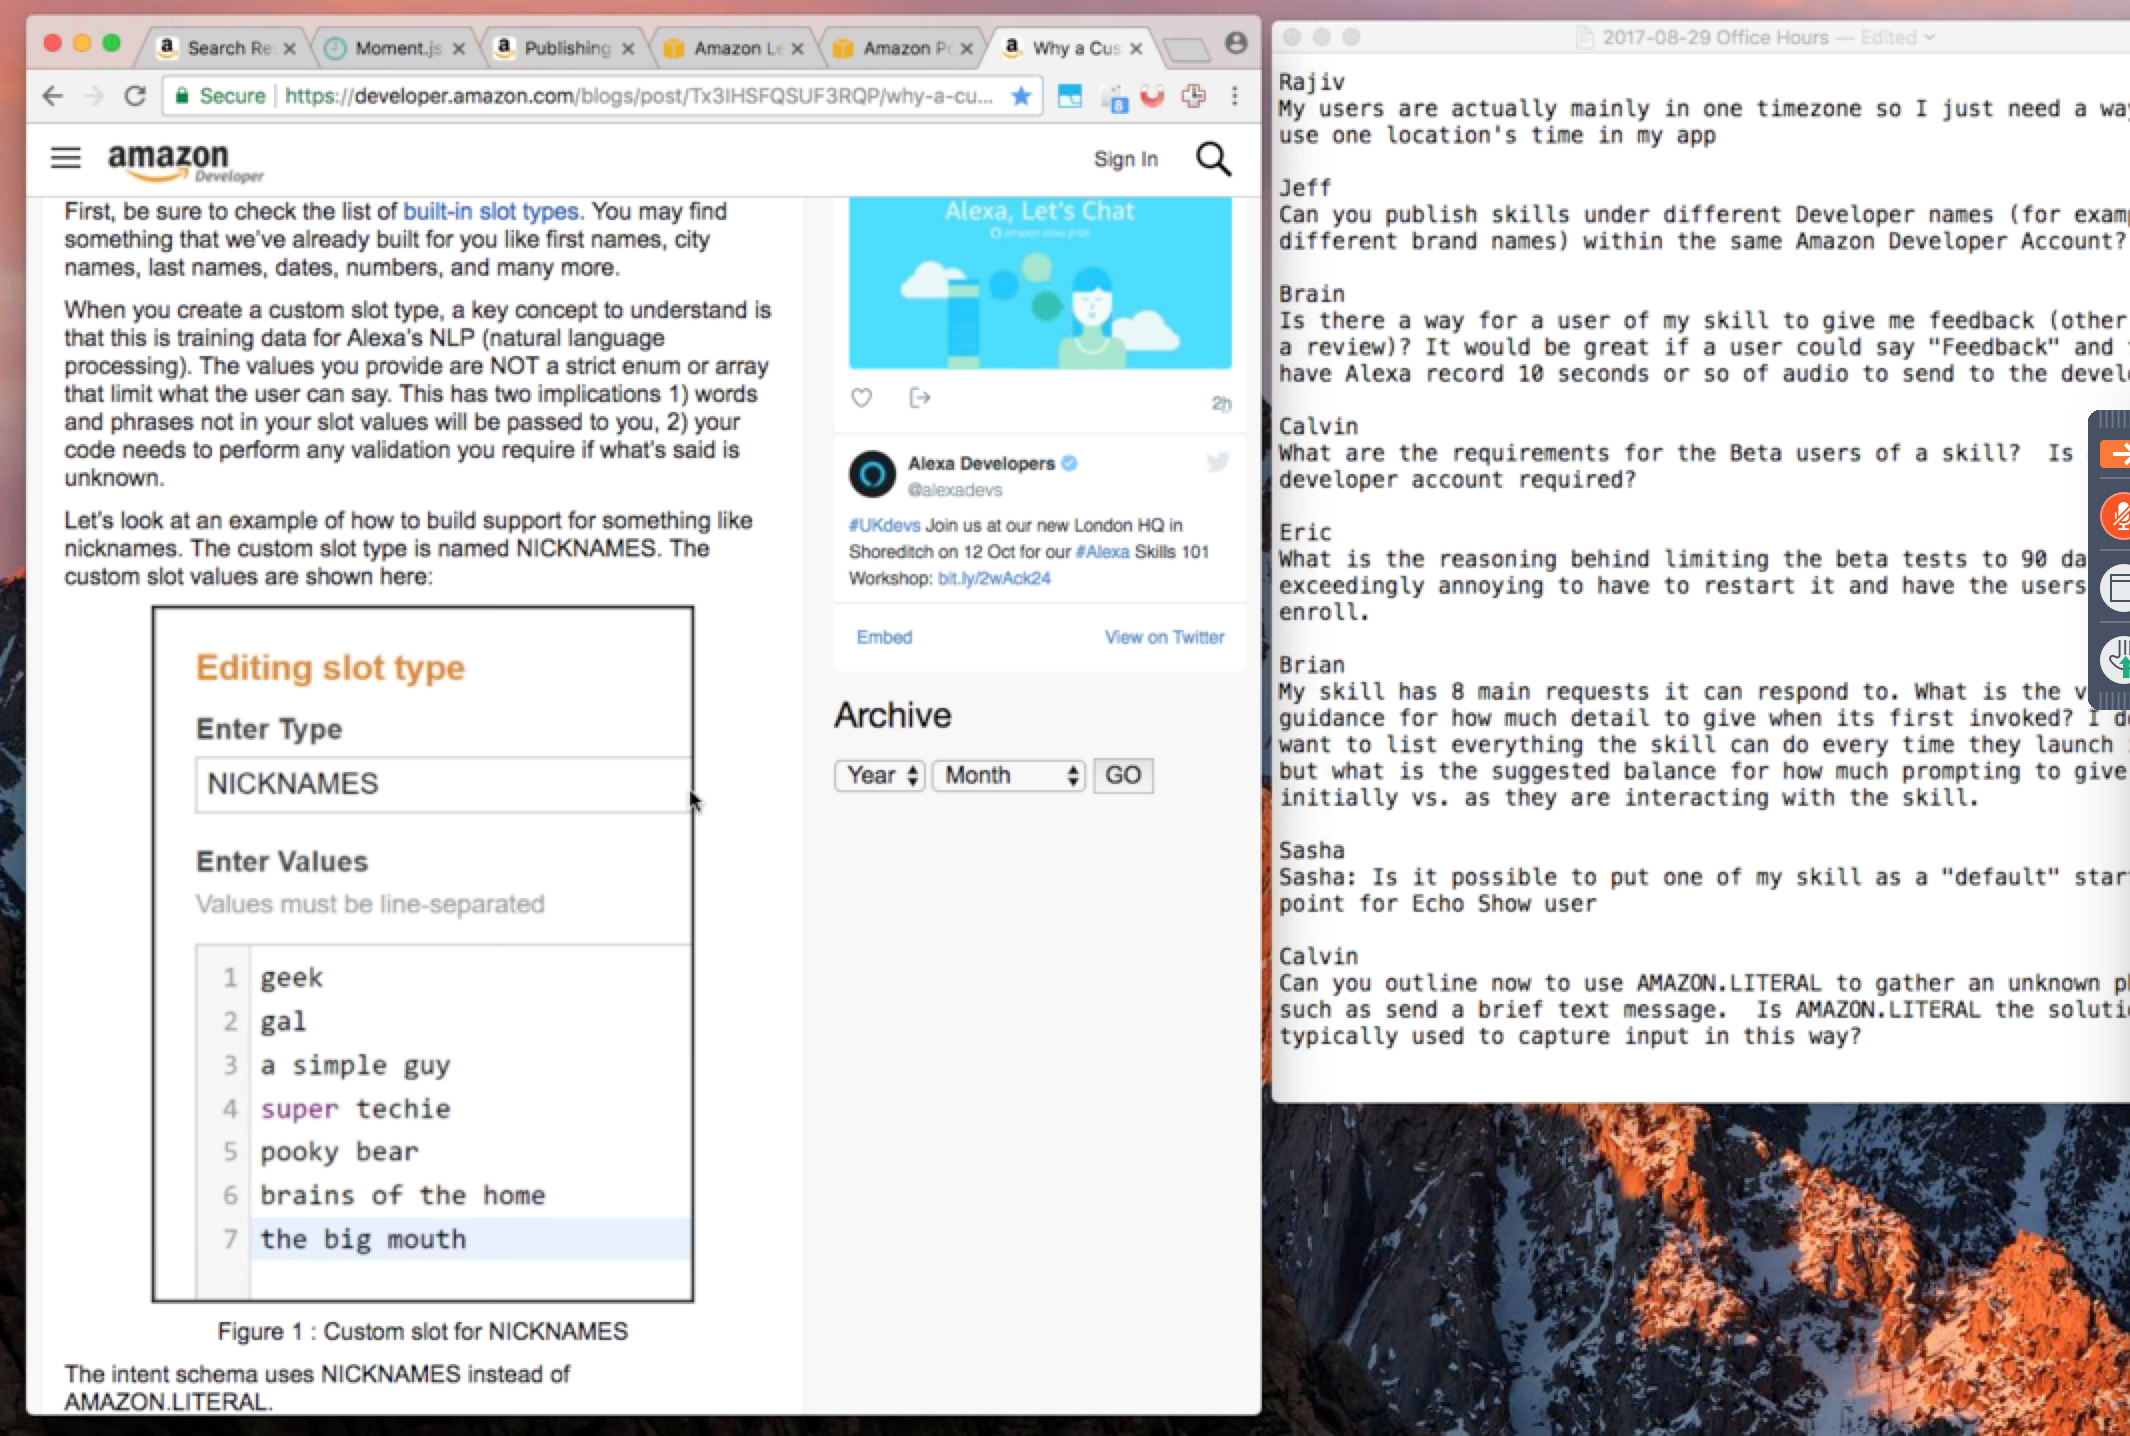 Search Re
Moment.js
Publishing
Amazon Le
Amazon Po
Why a Cus
Secure
https://developer.amazon.com/blogs/post/Tx3IHSFQSUF3RQP/why-a-cu...
8
amazon
Developer
Sign In
First, be sure to check the list of built-in slot types. You may find
something that we've already built for you like first names, city
names, last names, dates, numbers, and many more.
When you create a custom slot type, a key concept to understand is
that this is training data for Alexa's NLP (natural language
processing). The values you provide are NOT a strict enum or array
that limit what the user can say. This has two implications 1) words
and phrases not in your slot values will be passed to you, 2) your
code needs to perform any validation you require if what's said is
unknown.
Let's look at an example of how to build support for something like
nicknames. The custom slot type is named NICKNAMES. The
custom slot values are shown here:
Editing slot type
Enter Type
NICKNAMES
Enter Values
Values must be line-separated
1 geek
2 gal
3 a simple guy
4 super techie
5 pooky bear
6 brains of the home
7 the big mouth
Figure 1 : Custom slot for NICKNAMES
The intent schema uses NICKNAMES instead of
AMAZON.LITERAL.
Alexa, Let's Chat
2h
Alexa Developers
@alexadevs
#UKdevs Join us at our new London HQ in
Shoreditch on 12 Oct for our #Alexa Skills 101
Workshop: bit.ly/2wAck24
Embed
View on Twitter
Archive
Year
Month
GO
2017-08-29 Office Hours — Edited
Rajiv
My users are actually mainly in one timezone so I just need a way
use one location's time in my app
Jeff
Can you publish skills under different Developer names (for examp
different brand names) within the same Amazon Developer Account?
Brain
Is there a way for a user of my skill to give me feedback (other
a review)? It would be great if a user could say "Feedback" and
have Alexa record 10 seconds or so of audio to send to the develo
Calvin
What are the requirements for the Beta users of a skill? Is
developer account required?
Eric
What is the reasoning behind limiting the beta tests to 90 da
exceedingly annoying to have to restart it and have the users
enroll.
Brian
My skill has 8 main requests it can respond to. What is the v
guidance for how much detail to give when its first invoked? I do
want to list everything the skill can do every time they launch
but what is the suggested balance for how much prompting to give
initially vs. as they are interacting with the skill.
Sasha
Sasha: Is it possible to put one of my skill as a "default" star
point for Echo Show user
Calvin
Can you outline now to use AMAZON.LITERAL to gather an unknown ph
such as send a brief text message. Is AMAZON.LITERAL the soluti
typically used to capture input in this way?